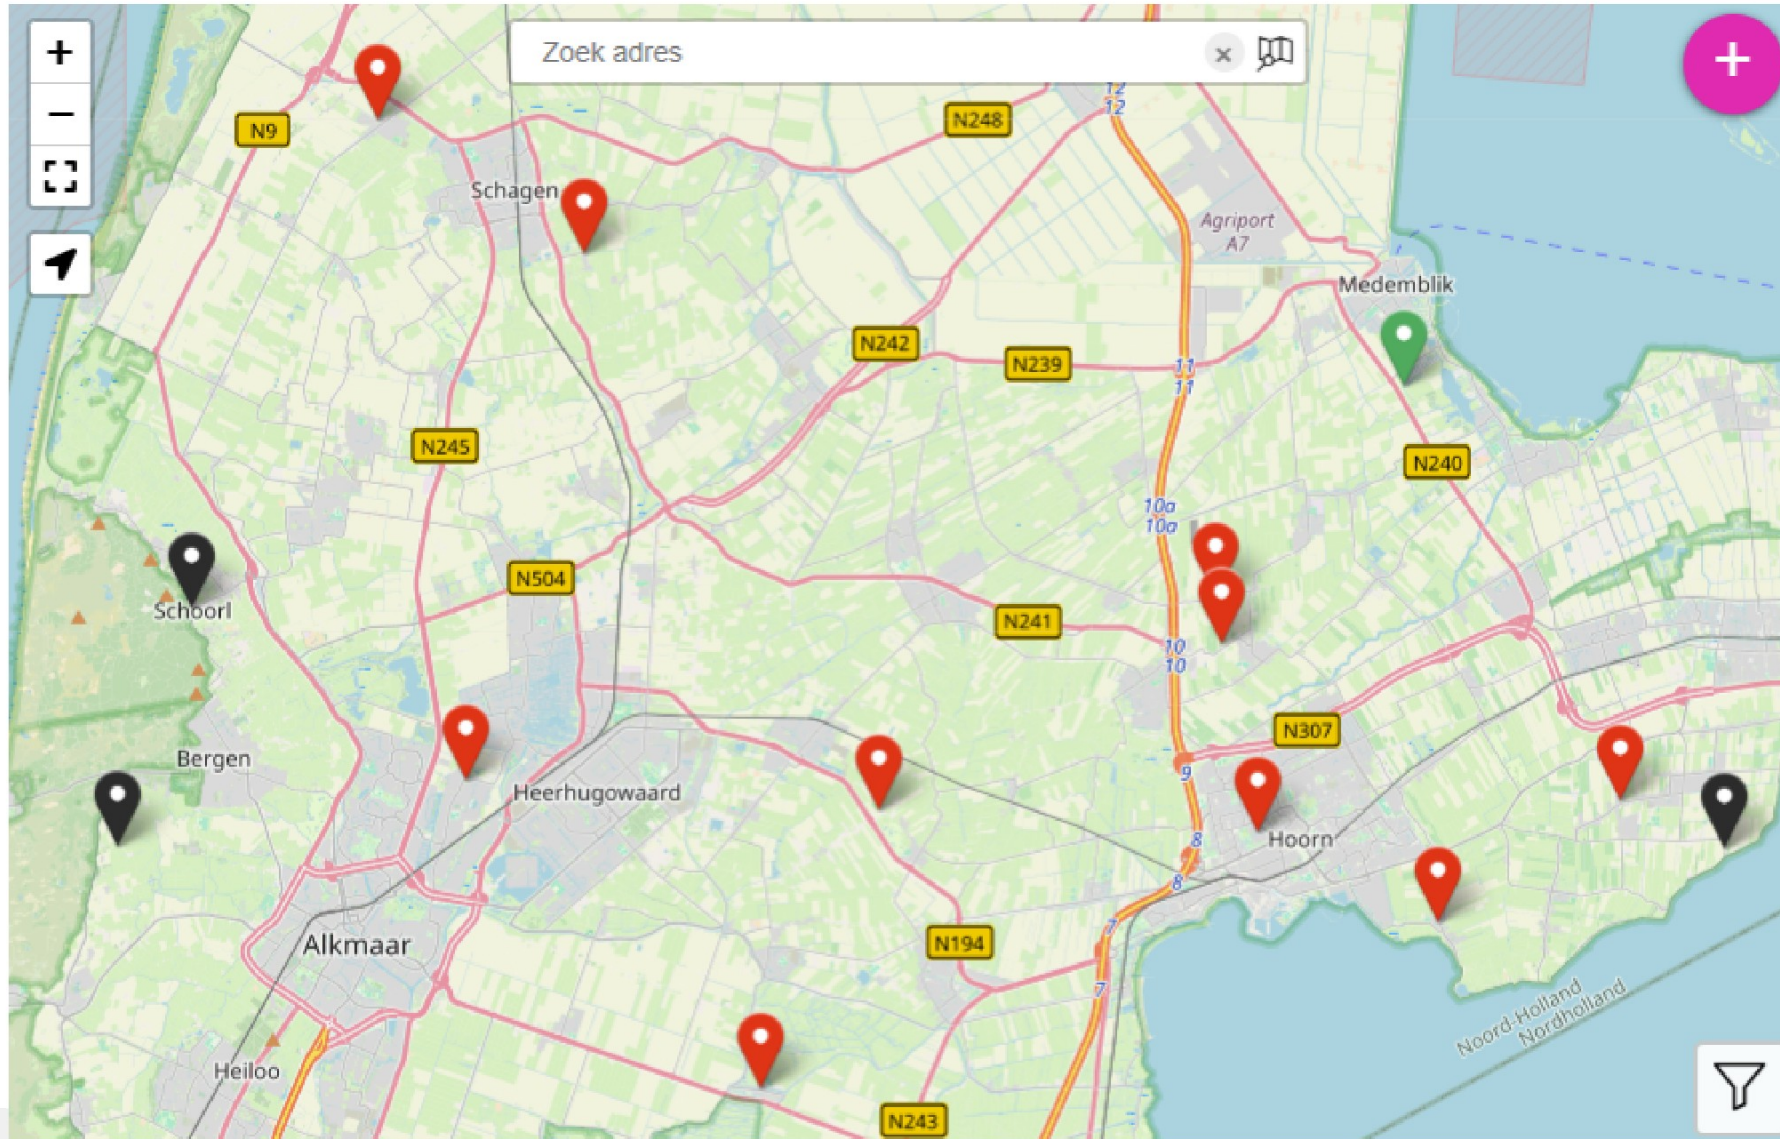 +
Zoek adres
×
+
−
12
12
N9
N248
Schagen
Agriport
A7
Medemblik
N242
N239
11
11
N245
N240
10a
10a
N504
Schoorl
N241
10
10
N307
Bergen
9
Heerhugowaard
8
Hoorn
8
7
N194
Alkmaar
7
Noord-Holland
Nordholland
Heiloo
N243